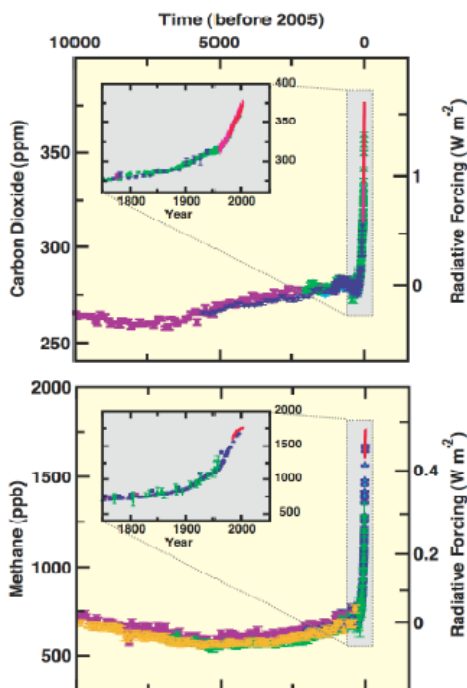 Time (before 2005)
10000 5000 0
Carbon Dioxide (ppm)
350
300
250
400
350
300
1800 1900 2000
Year
1
0
Radiative Forcing (W m-2)
Methane (ppb)
2000
1500
1000
500
2000
1500
1000
500
1800 1900 2000
Year
0.4
0.2
0
Radiative Forcing (W m-2)